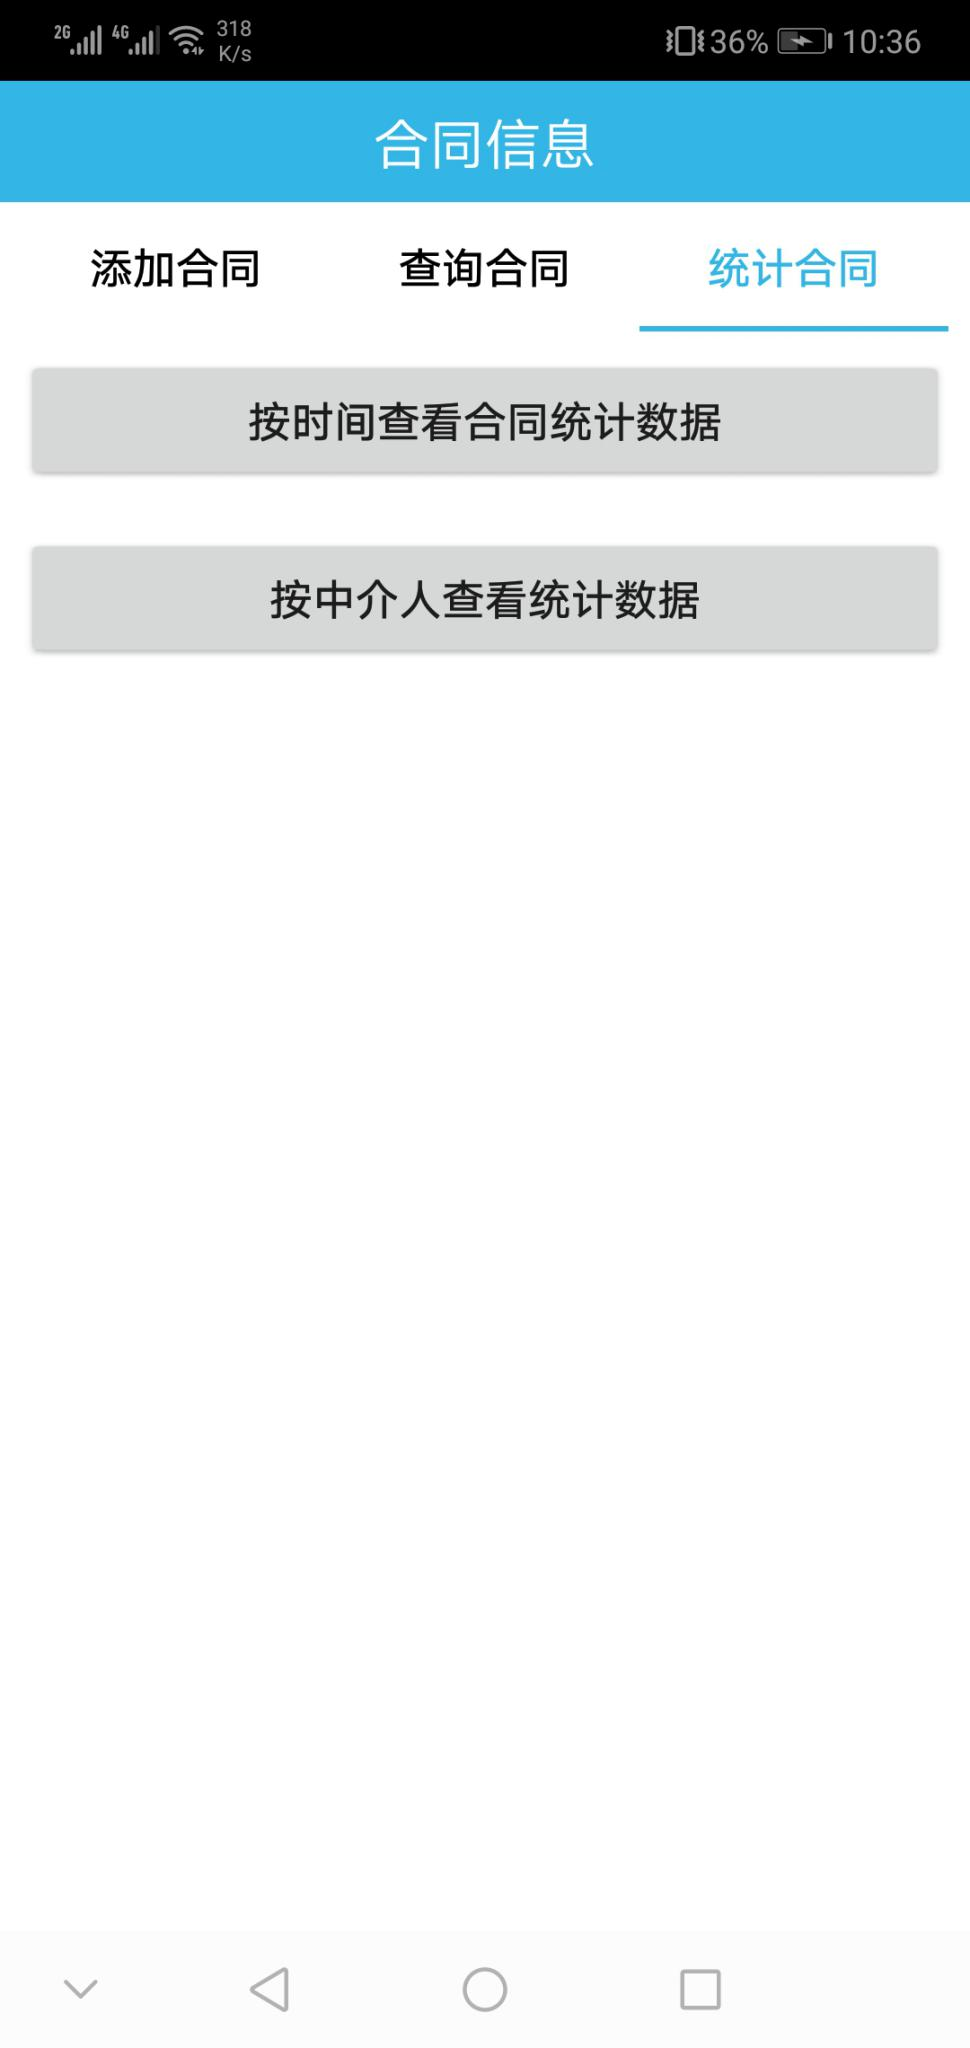 2G 4G 318 K/s 36% 10:36
合同信息
添加合同 查询合同 统计合同
按时间查看合同统计数据
按中介人查看统计数据